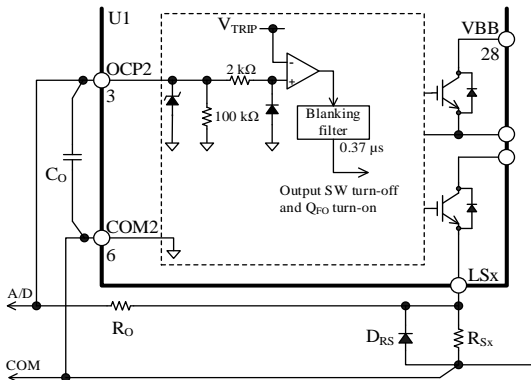 U1
VTRIP
VBB
28
OCP2
3
2 kΩ
100 kΩ
Blanking
filter
0.37 µs
CO
Output SW turn-off
and QFO turn-on
COM2
6
LSx
A/D
RO
DRS
RSx
COM